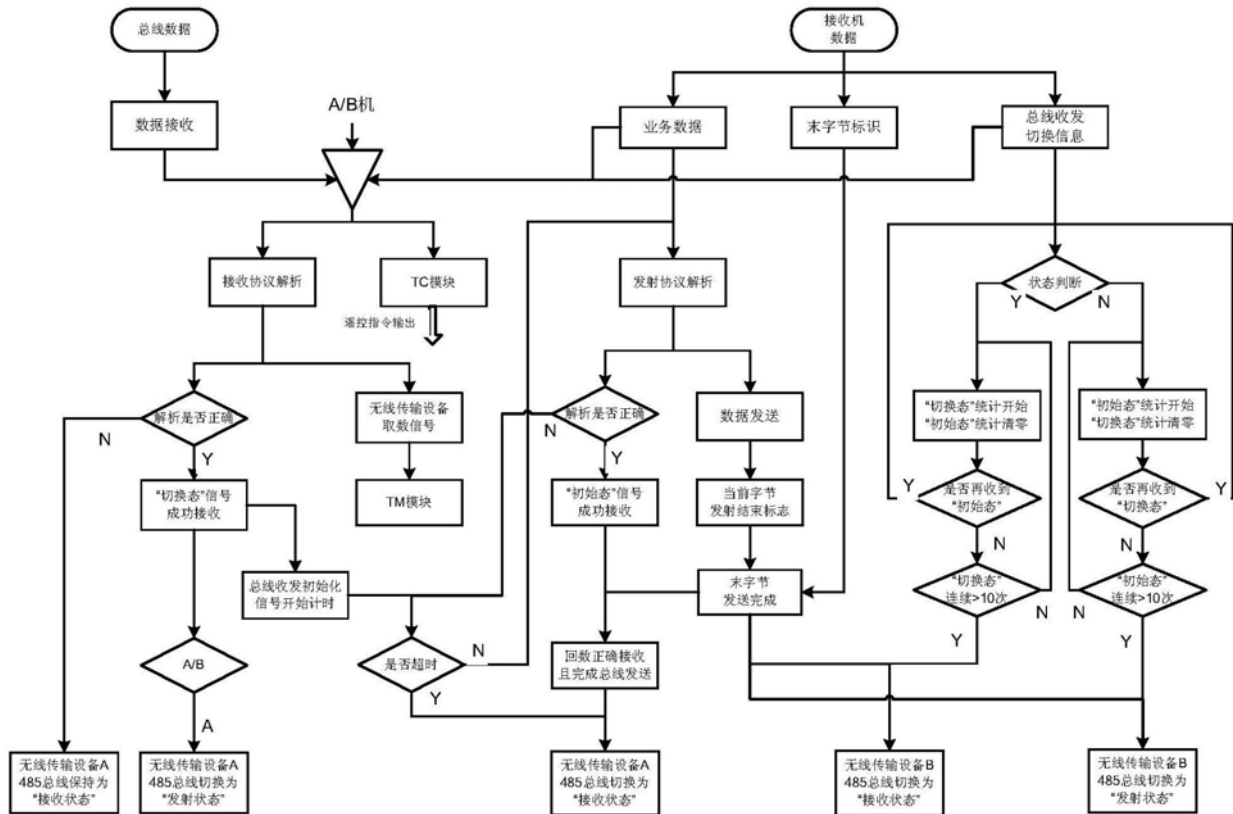 总线数据
接收机
数据
A/B机
数据接收
业务数据
末字节标识
总线收发
切换信息
接收协议解析
TC模块
发射协议解析
状态判断
Y
N
遥控指令输出
解析是否正确
N
Y
无线传输设备
取数信号
解析是否正确
N
Y
数据发送
“切换态”统计开始
“初始态”统计清零
“初始态”统计开始
“切换态”统计清零
“切换态”信号
成功接收
TM模块
“初始态”信号
成功接收
当前字节
发射结束标志
Y
是否再收到
“初始态”
N
是否再收到
“切换态”
Y
N
总线收发初始化
信号开始计时
末字节
发送完成
“切换态”
连续>10次
N
Y
“初始态”
连续>10次
N
Y
A/B
A
是否超时
N
Y
回数正确接收
且完成总线发送
无线传输设备A
485总线保持为
“接收状态”
无线传输设备A
485总线切换为
“发射状态”
无线传输设备A
485总线切换为
“接收状态”
无线传输设备B
485总线切换为
“接收状态”
无线传输设备B
485总线切换为
“发射状态”